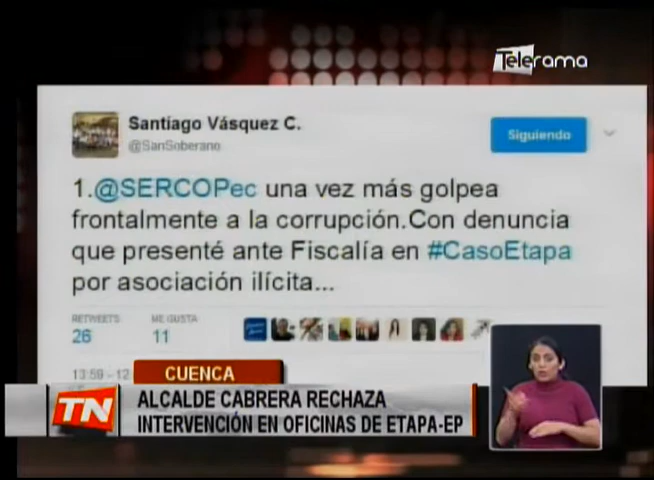 Telerama
Santiago Vásquez C.
@SanSoberano
Siguiendo
1.@SERCOPec una vez más golpea
frontalmente a la corrupción.Con denuncia
que presenté ante Fiscalía en #CasoEtapa
por asociación ilícita...
RETWEETS
ME GUSTA
26
11
13:59 - 12
CUENCA
TN
ALCALDE CABRERA RECHAZA
INTERVENCIÓN EN OFICINAS DE ETAPA-EP